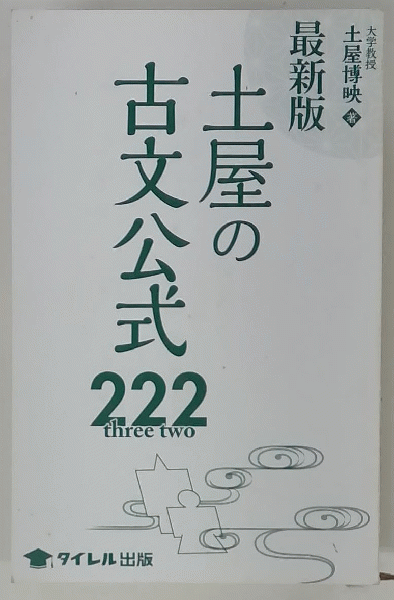 大学教授
土屋博映 著
最新版
土屋の
古文公式
222
three two
タイレル出版